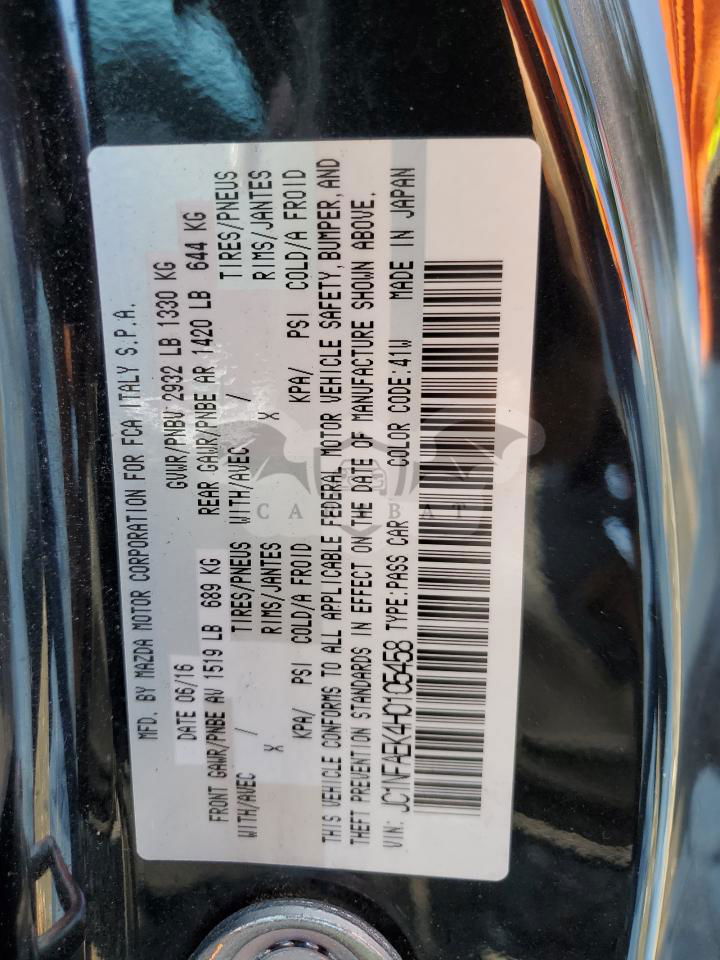 MFD. BY MAZDA MOTOR CORPORATION FOR FCA ITALY S.P.A.
DATE 06/16 GVWR/PNBV 2932 LB 1330 KG
FRONT GAWR/PNBE AV 1519 LB 689 KG REAR GAWR/PNBE AR 1420 LB 644 KG
WITH/AVEC / TIRES/PNEUS WITH/AVEC / TIRES/PNEUS
X RIMS/JANTES X RIMS/JANTES
KPA/ PSI COLD/A FROID KPA/ PSI COLD/A FROID
THIS VEHICLE CONFORMS TO ALL APPLICABLE FEDERAL MOTOR VEHICLE SAFETY, BUMPER, AND
THEFT PREVENTION STANDARDS IN EFFECT ON THE DATE OF MANUFACTURE SHOWN ABOVE.
VIN: JC1NFAEK4H0105458 TYPE:PASS CAR COLOR CODE:41W MADE IN JAPAN
CARBAT